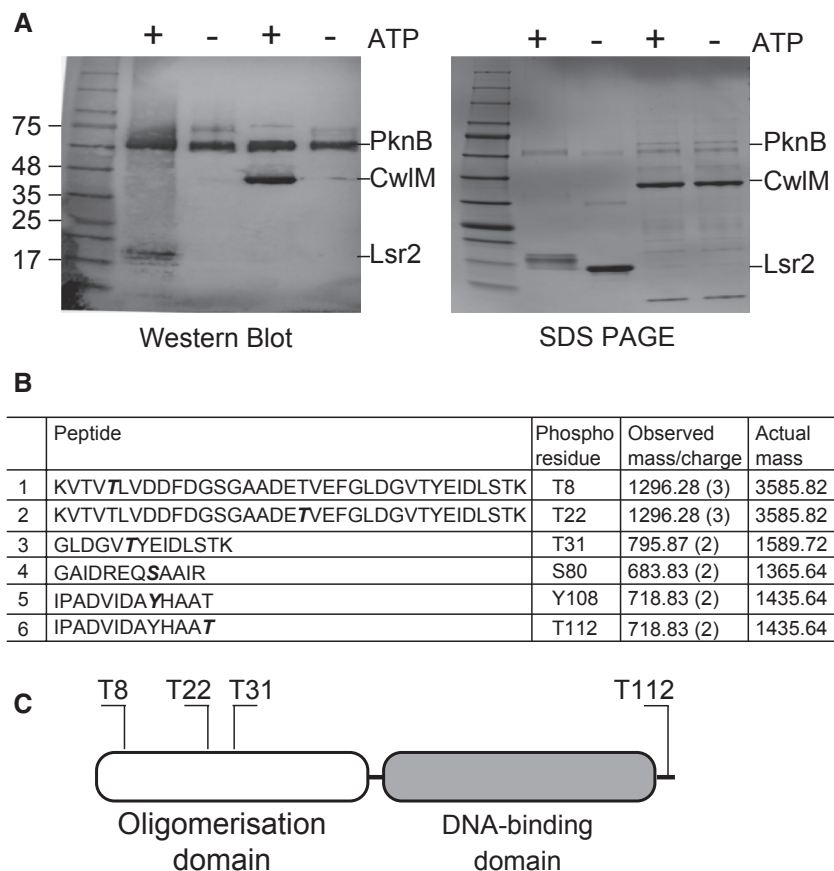 A
+ - + - ATP
+ - + - ATP
75
48
35
25
17
PknB
CwlM
Lsr2
PknB
CwlM
Lsr2
Western Blot
SDS PAGE
B
Peptide Phospho residue Observed mass/charge Actual mass
1 KVTVTLVDDFDGSGAADETVEFGLDGVTYEIDLSTK T8 1296.28 (3) 3585.82
2 KVTVTLVDDFDGSGAADETVEFGLDGVTYEIDLSTK T22 1296.28 (3) 3585.82
3 GLDGVTYEIDLSTK T31 795.87 (2) 1589.72
4 GAIDREQSAAIR S80 683.83 (2) 1365.64
5 IPADVIDAYHAAT Y108 718.83 (2) 1435.64
6 IPADVIDAYHAAT T112 718.83 (2) 1435.64
C
T8 T22 T31 T112
Oligomerisation
domain
DNA-binding
domain